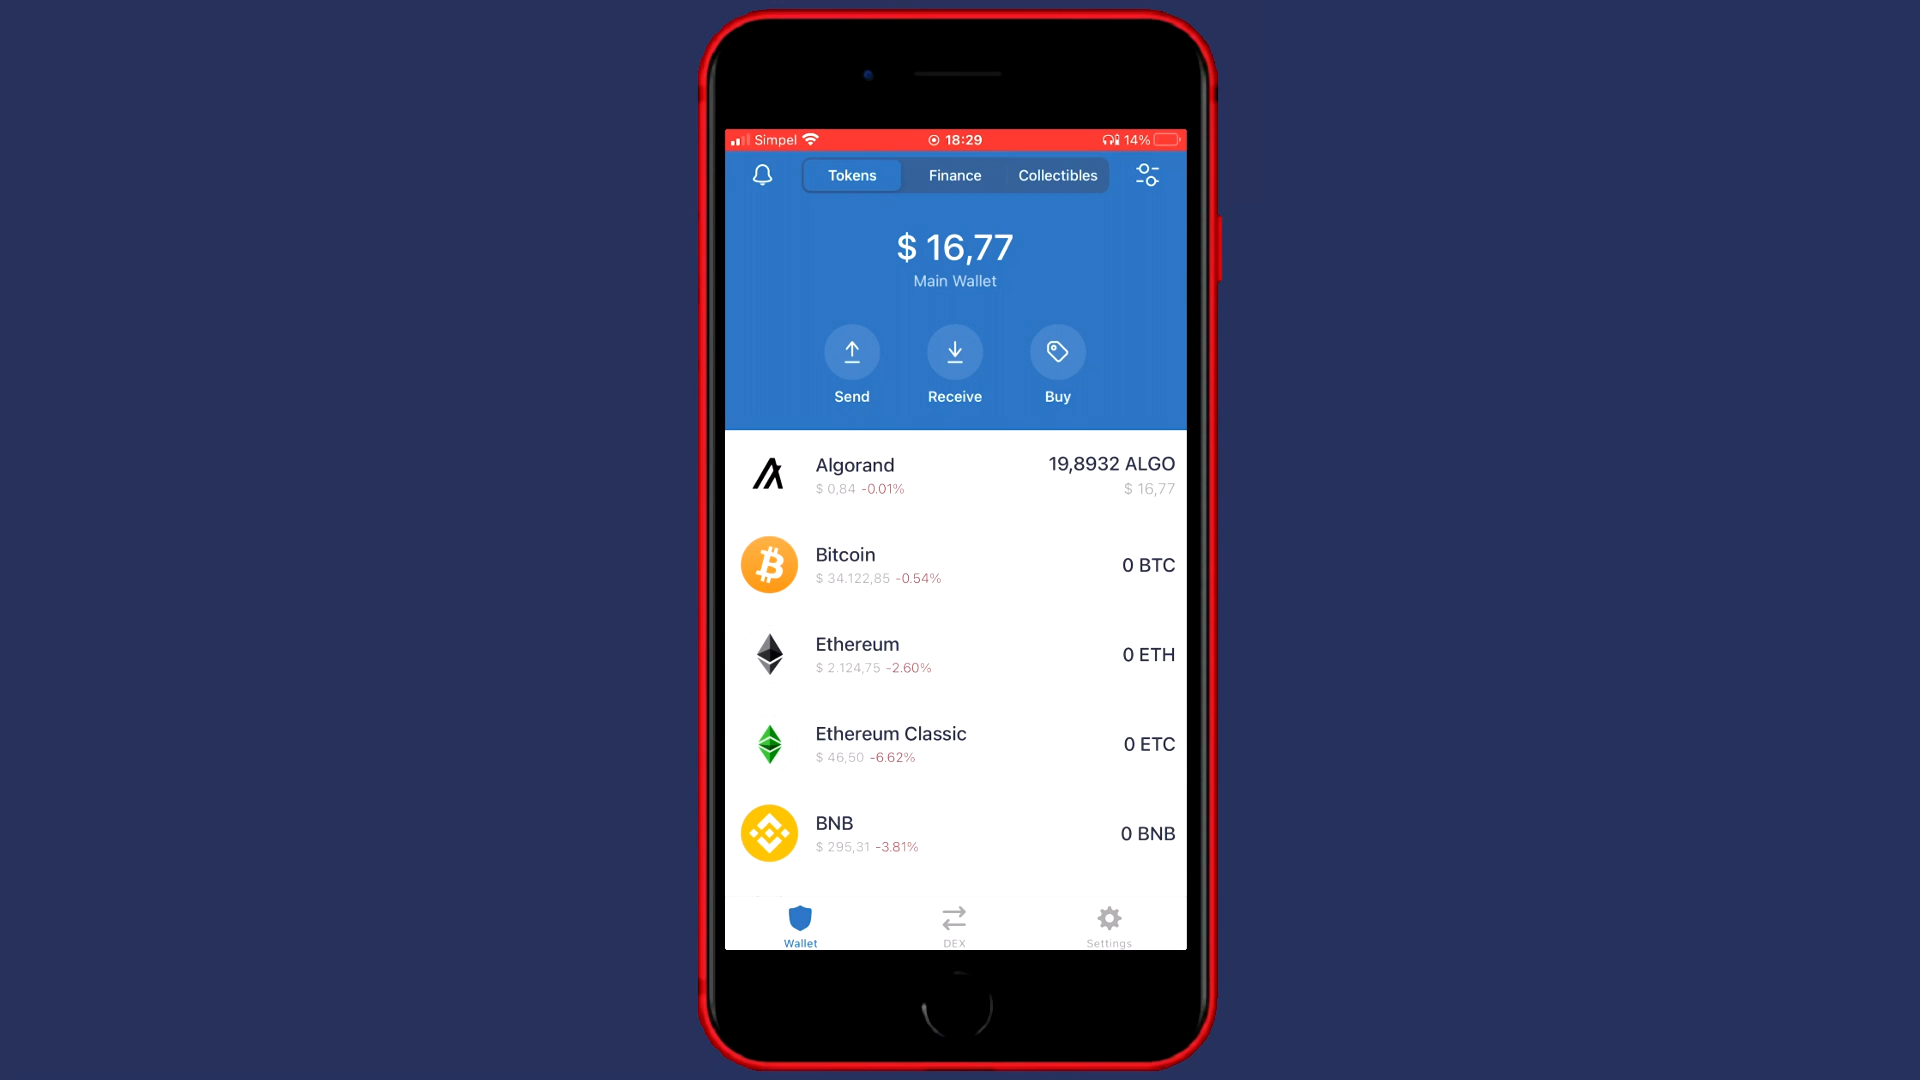 Simpel 18:29 14%
Tokens Finance Collectibles
$ 16,77
Main Wallet
Send Receive Buy
Algorand 19,8932 ALGO
$ 0,84 -0.01% $ 16,77
Bitcoin 0 BTC
$ 34.122,85 -0.54%
Ethereum 0 ETH
$ 2.124,75 -2.60%
Ethereum Classic 0 ETC
$ 46,50 -6.62%
BNB 0 BNB
$ 295,31 -3.81%
Wallet DEX Settings